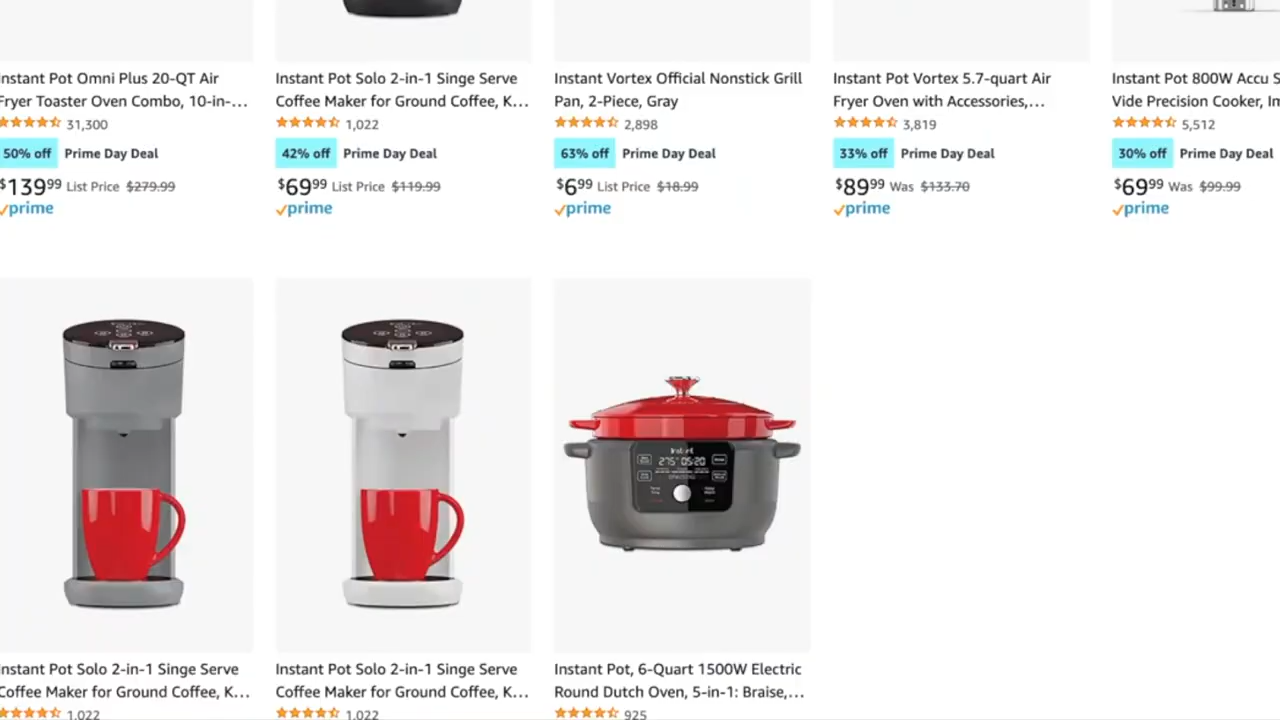 Instant Pot Omni Plus 20-QT Air
Fryer Toaster Oven Combo, 10-in-...
31,300
50% off Prime Day Deal
$139.99 List Price $279.99
prime
Instant Pot Solo 2-in-1 Singe Serve
Coffee Maker for Ground Coffee, K...
1,022
42% off Prime Day Deal
$69.99 List Price $119.99
prime
Instant Vortex Official Nonstick Grill
Pan, 2-Piece, Gray
2,898
63% off Prime Day Deal
$6.99 List Price $18.99
prime
Instant Pot Vortex 5.7-quart Air
Fryer Oven with Accessories,...
3,819
33% off Prime Day Deal
$89.99 Was $133.70
prime
Instant Pot 800W Accu S
Vide Precision Cooker, Im
5,512
30% off Prime Day Deal
$69.99 Was $99.99
prime
Instant
275° 05:20
Instant Pot Solo 2-in-1 Singe Serve
Coffee Maker for Ground Coffee, K...
1,022
Instant Pot Solo 2-in-1 Singe Serve
Coffee Maker for Ground Coffee, K...
1,022
Instant Pot, 6-Quart 1500W Electric
Round Dutch Oven, 5-in-1: Braise,...
925